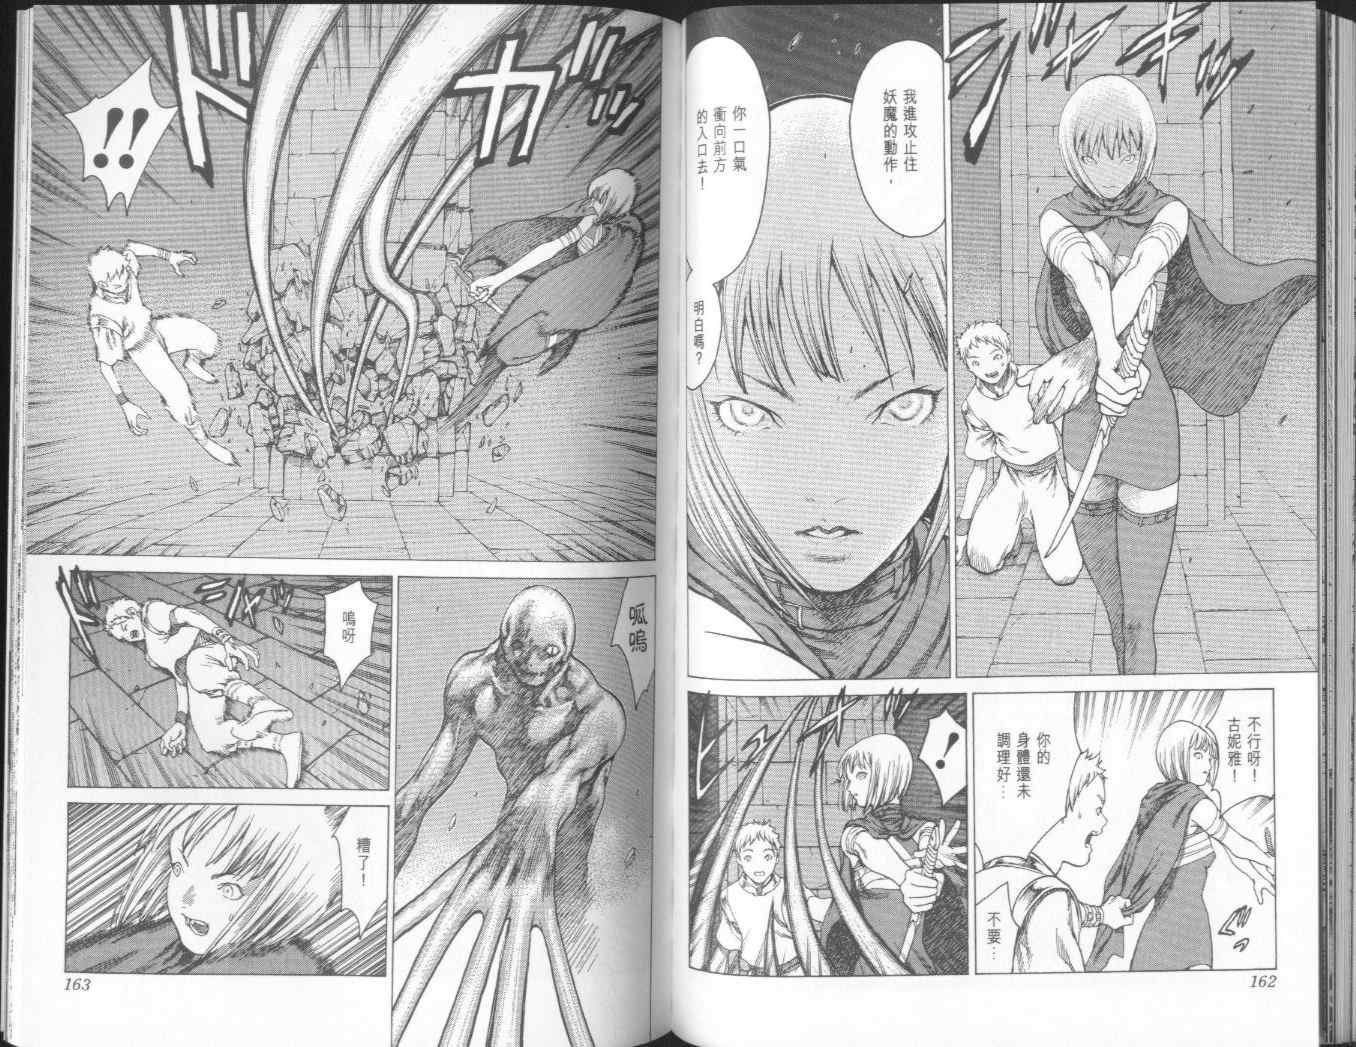 我進攻止住
妖魔的動作,
你一口氣
衝向前方
的入口去!
明白嗎?
不行呀!
古妮雅!
你的
身體還未
調理好…
不要…
!
162
ドガ
!!
呱嗚
嗚呀
糟了!
163